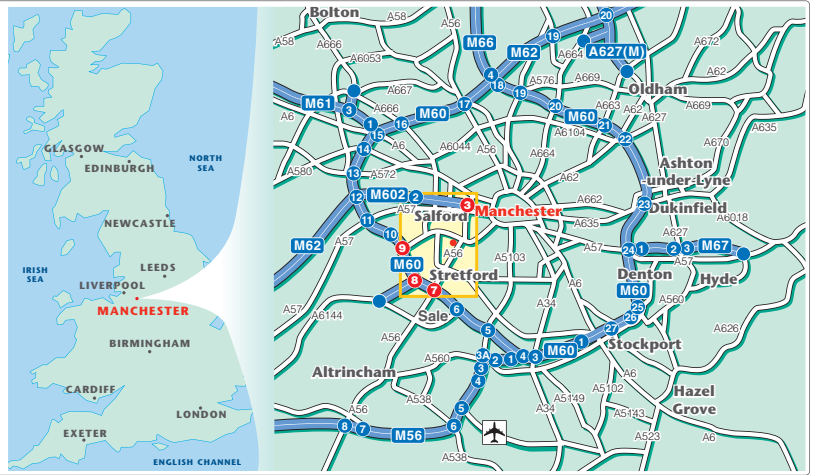 GLASGOW
EDINBURGH
NORTH
SEA
NEWCASTLE
IRISH
SEA
LEEDS
LIVERPOOL
MANCHESTER
BIRMINGHAM
CARDIFF
LONDON
EXETER
ENGLISH CHANNEL
Bolton
A58
A56
20
A58
A666
M66
M62
19
A664
A627(M)
A672
A6053
A62
4
18
A576
A669
Oldham
M61
A667
19
3
A666
17
20
M60
A663
A62
A669
A6
1
16
M60
21
A627
A635
15
A6104
22
14
A6
A6044
A56
A664
A670
A580
13
A572
A62
Ashton
-under-Lyne
12
M602
2
3
A662
23
Dukinfield
A57
Salford
Manchester
A6018
11
A635
M62
A57
10
9
A56
A5103
A57
24
1
A627
2
3
M67
A57
M60
Stretford
Denton
Hyde
8
7
A34
M60
A57
A6144
Sale
6
25
A560
26
A626
5
27
A56
A6
1
Stockport
A560
3A
2
1
4
3
M60
Altrincham
3
4
A6
A538
A5149
A5102
Hazel
Grove
A56
5
A34
A5143
8
7
M56
6
A523
A6
A538